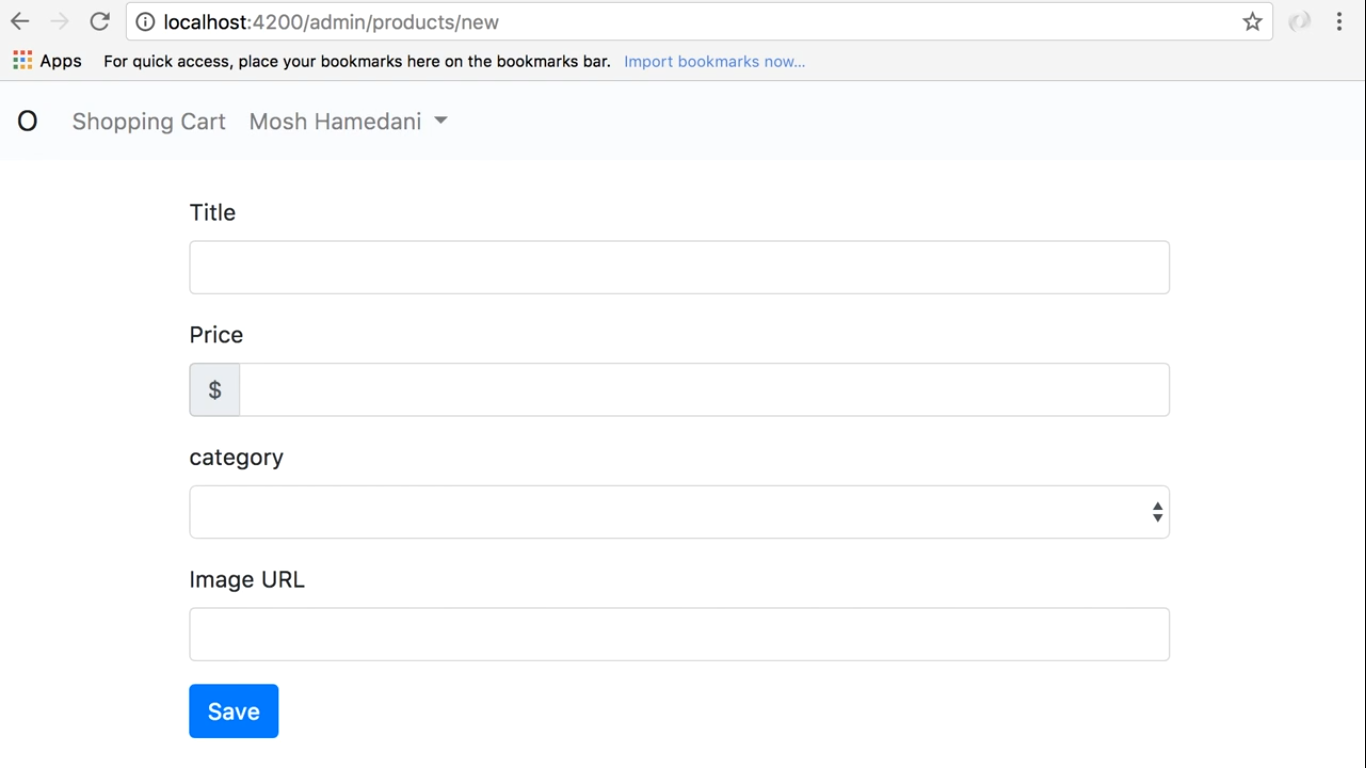 localhost:4200/admin/products/new
Apps For quick access, place your bookmarks here on the bookmarks bar. Import bookmarks now...
O Shopping Cart Mosh Hamedani
Title
Price
$
category
Image URL
Save